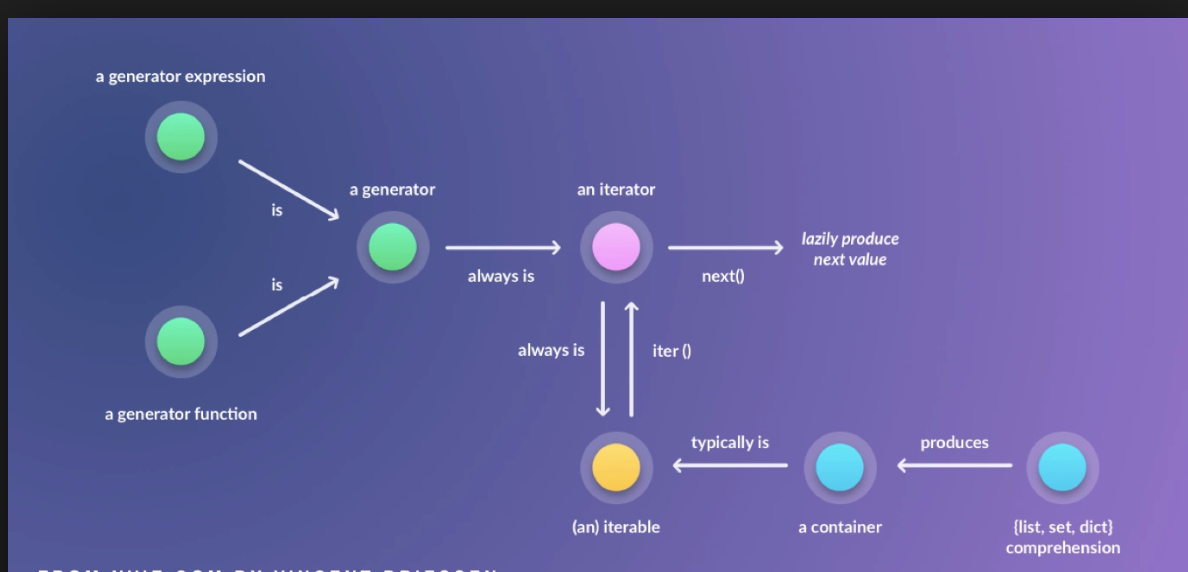 a generator expression
is
a generator
an iterator
lazily produce
next value
always is
next()
is
always is
iter ()
a generator function
typically is
produces
(an) iterable
a container
{list, set, dict}
comprehension